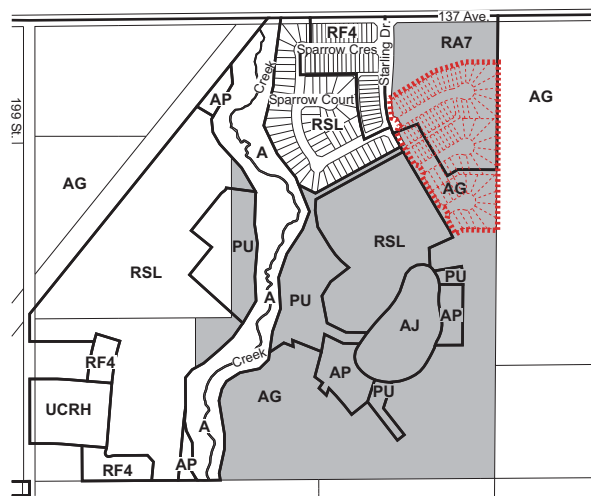 137 Ave.
RF4
Starling Dr.
RA7
Sparrow Cres
Creek
AP
AG
Sparrow Court
199 St
RSL
A
AG
AG
PU
RSL
RSL
PU
PU
A
AP
AJ
Creek
RF4
AP
PU
AG
UCRH
A
AP
RF4